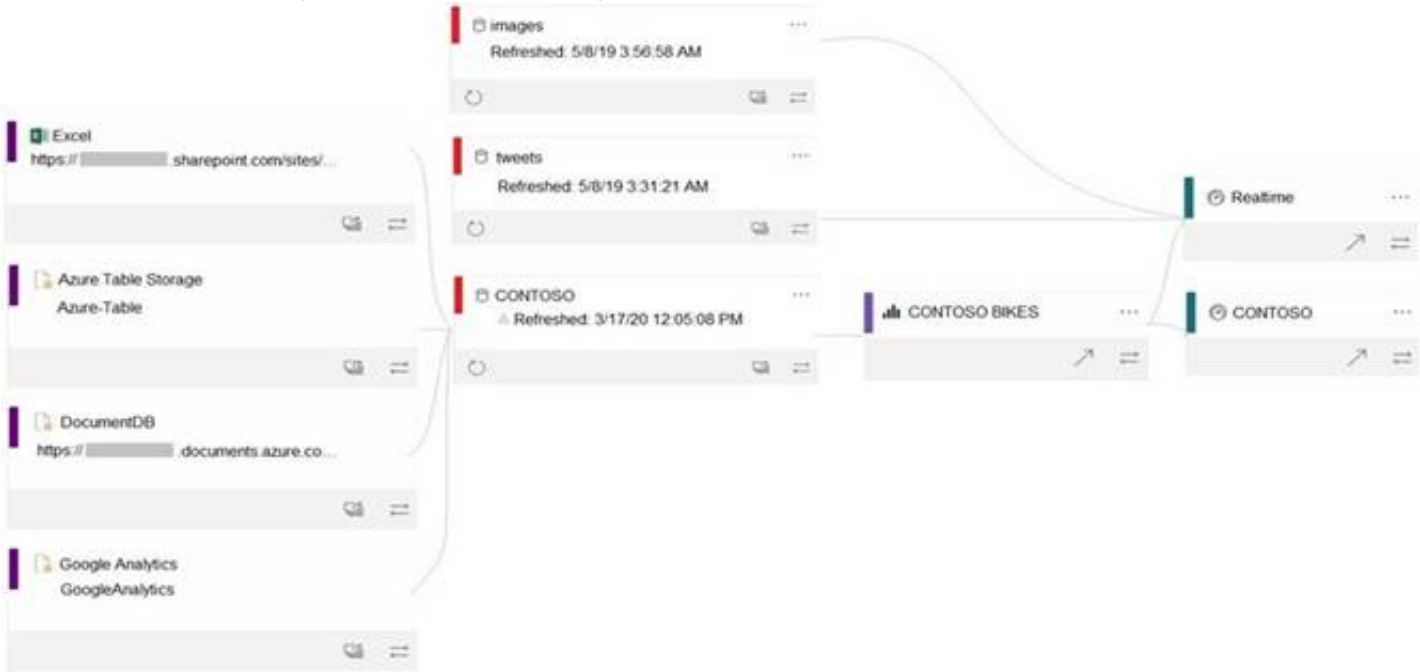 images
Refreshed: 5/8/19 3:56:58 AM
Excel
https:// .sharepoint.com/sites/...
tweets
Refreshed: 5/8/19 3:31:21 AM
Realtime
Azure Table Storage
Azure-Table
CONTOSO
Refreshed: 3/17/20 12:05:08 PM
CONTOSO BIKES
CONTOSO
DocumentDB
https:// .documents.azure.co...
Google Analytics
GoogleAnalytics